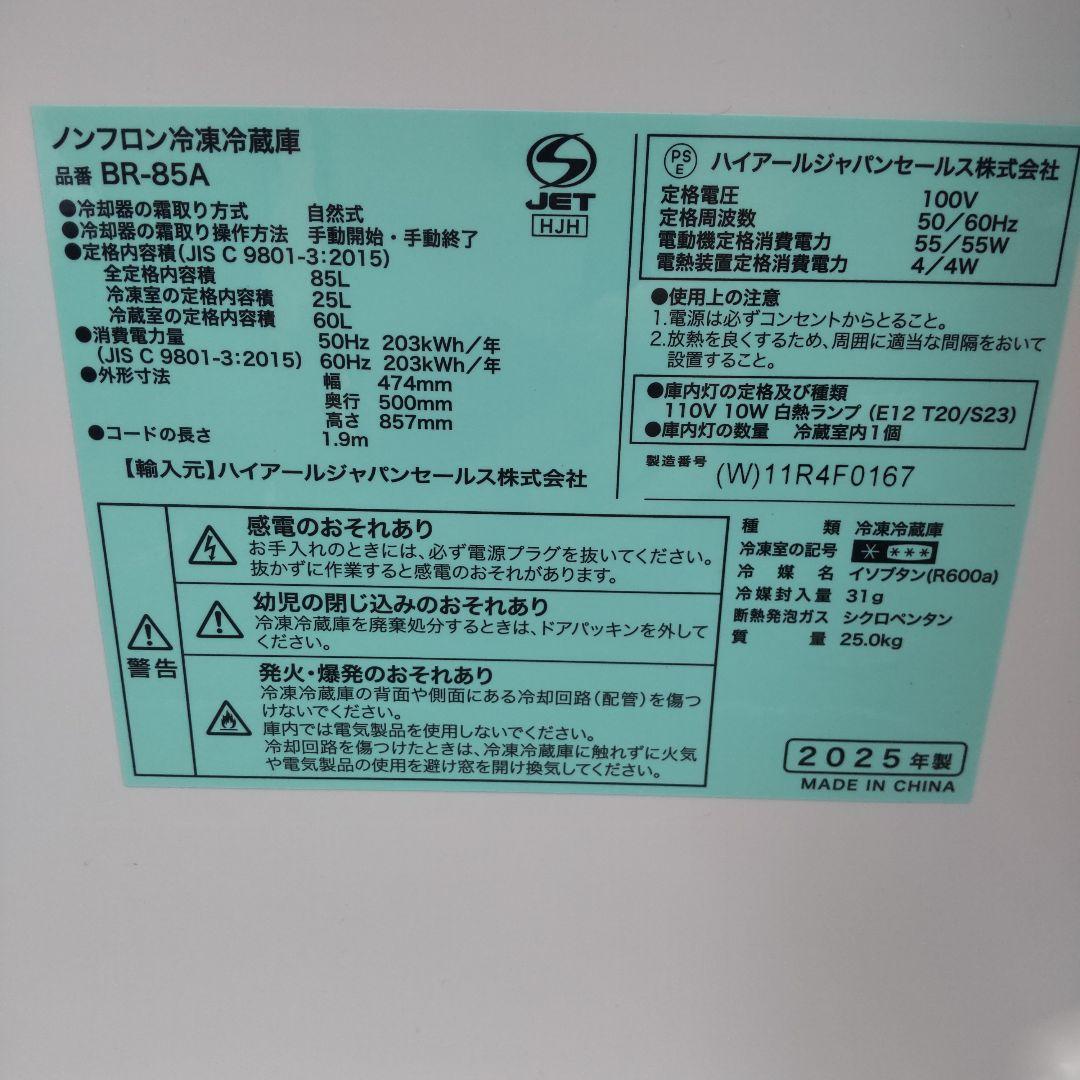 ノンフロン冷凍冷蔵庫
品番 BR-85A
●冷却器の霜取り方式 自然式
●冷却器の霜取り操作方法 手動開始・手動終了
●定格内容積(JIS C 9801-3:2015)
全定格内容積 85L
冷凍室の定格内容積 25L
冷蔵室の定格内容積 60L
●消費電力量 50Hz 203kWh/年
(JIS C 9801-3:2015) 60Hz 203kWh/年
●外形寸法 幅 474mm
奥行 500mm
高さ 857mm
●コードの長さ 1.9m
【輸入元】ハイアールジャパンセールス株式会社
JET
HJH
PS
E
ハイアールジャパンセールス株式会社
定格電圧 100V
定格周波数 50/60Hz
電動機定格消費電力 55/55W
電熱装置定格消費電力 4/4W
●使用上の注意
1.電源は必ずコンセントからとること。
2.放熱を良くするため、周囲に適当な間隔をおいて
設置すること。
●庫内灯の定格及び種類
110V 10W 白熱ランプ (E12 T20/S23)
●庫内灯の数量 冷蔵室内1個
製造番号 (W)11R4F0167
警告
感電のおそれあり
お手入れのときには、必ず電源プラグを抜いてください。
抜かずに作業すると感電のおそれがあります。
幼児の閉じ込めのおそれあり
冷凍冷蔵庫を廃棄処分するときは、ドアパッキンを外して
ください。
発火・爆発のおそれあり
冷凍冷蔵庫の背面や側面にある冷却回路(配管)を傷つ
けないでください。
庫内では電気製品を使用しないでください。
冷却回路を傷つけたときは、冷凍冷蔵庫に触れずに火気
や電気製品の使用を避け窓を開け換気してください。
種類 冷凍冷蔵庫
冷凍室の記号 * ***
冷媒名 イソブタン(R600a)
冷媒封入量 31g
断熱発泡ガス シクロペンタン
質量 25.0kg
2025年製
MADE IN CHINA